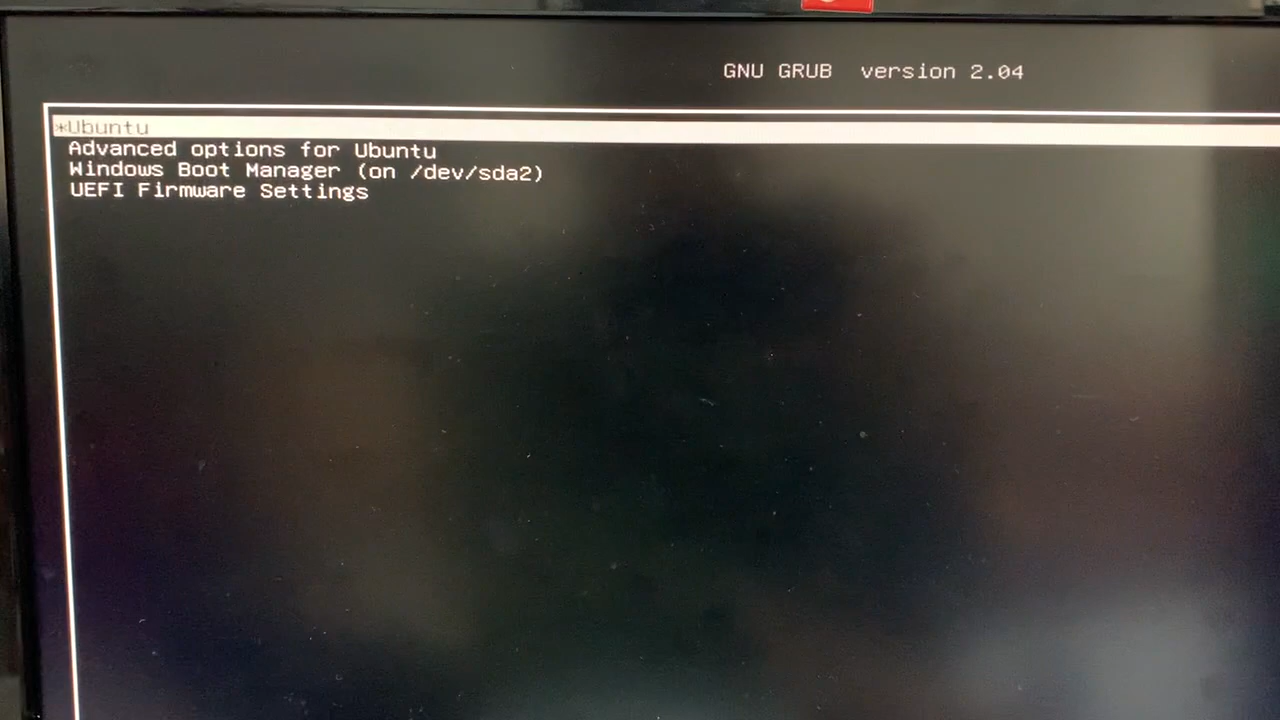 GNU GRUB version 2.04
*Ubuntu
Advanced options for Ubuntu
Windows Boot Manager (on /dev/sda2)
UEFI Firmware Settings